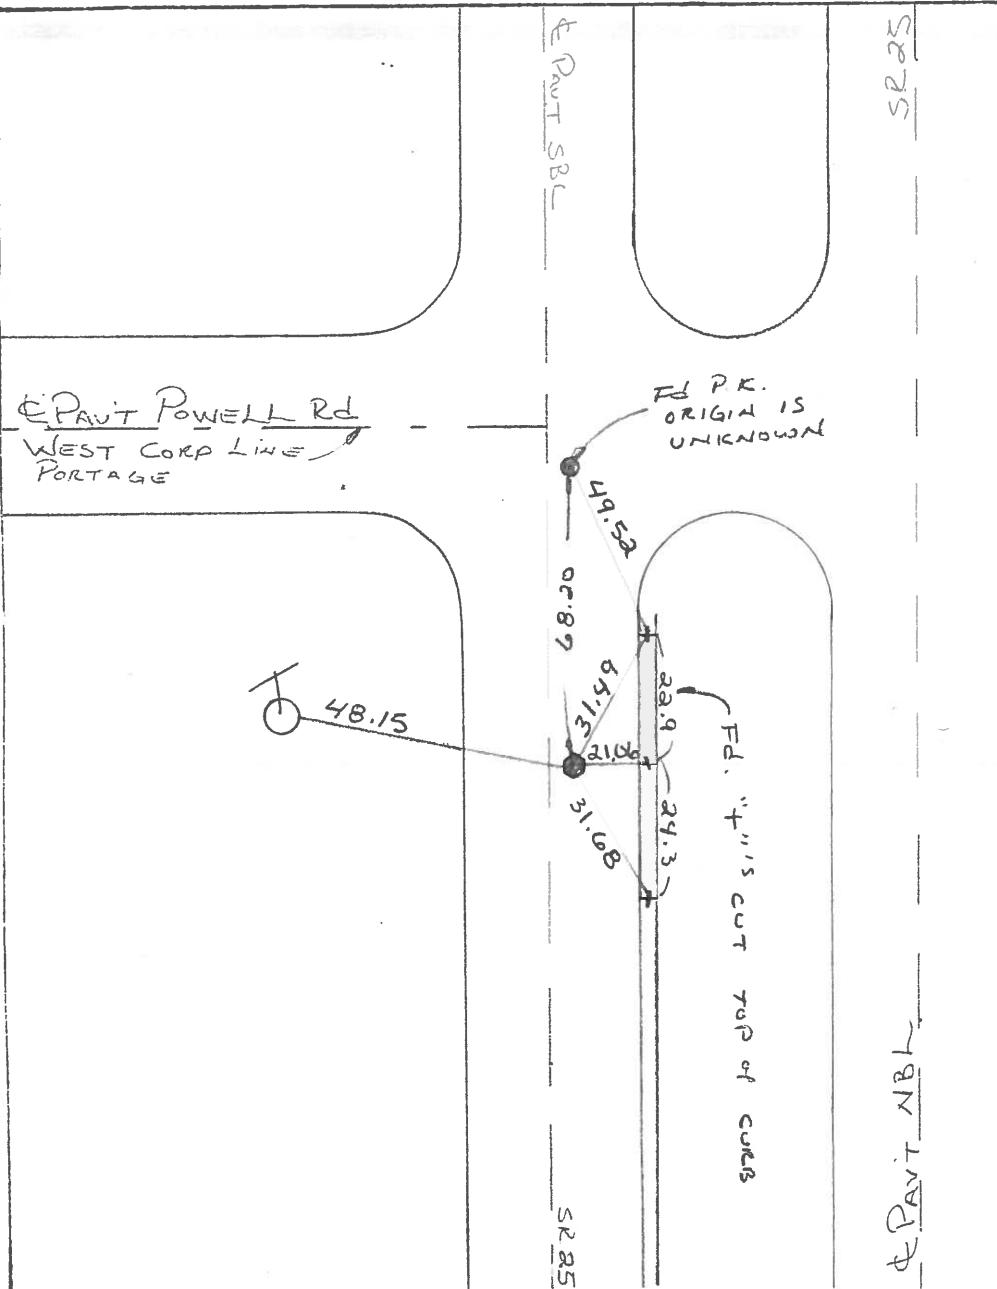 ℄ PAV'T SBL
SR 25
℄ PAV'T POWELL Rd
WEST CORP LINE
PORTAGE
Fd P.K.
ORIGIN IS
UNKNOWN
49.52
68.20
48.15
31.49
21.06
31.68
22.9
24.3
Fd. "+"'s CUT TOP of CURB
SR 25
℄ PAV'T NBL